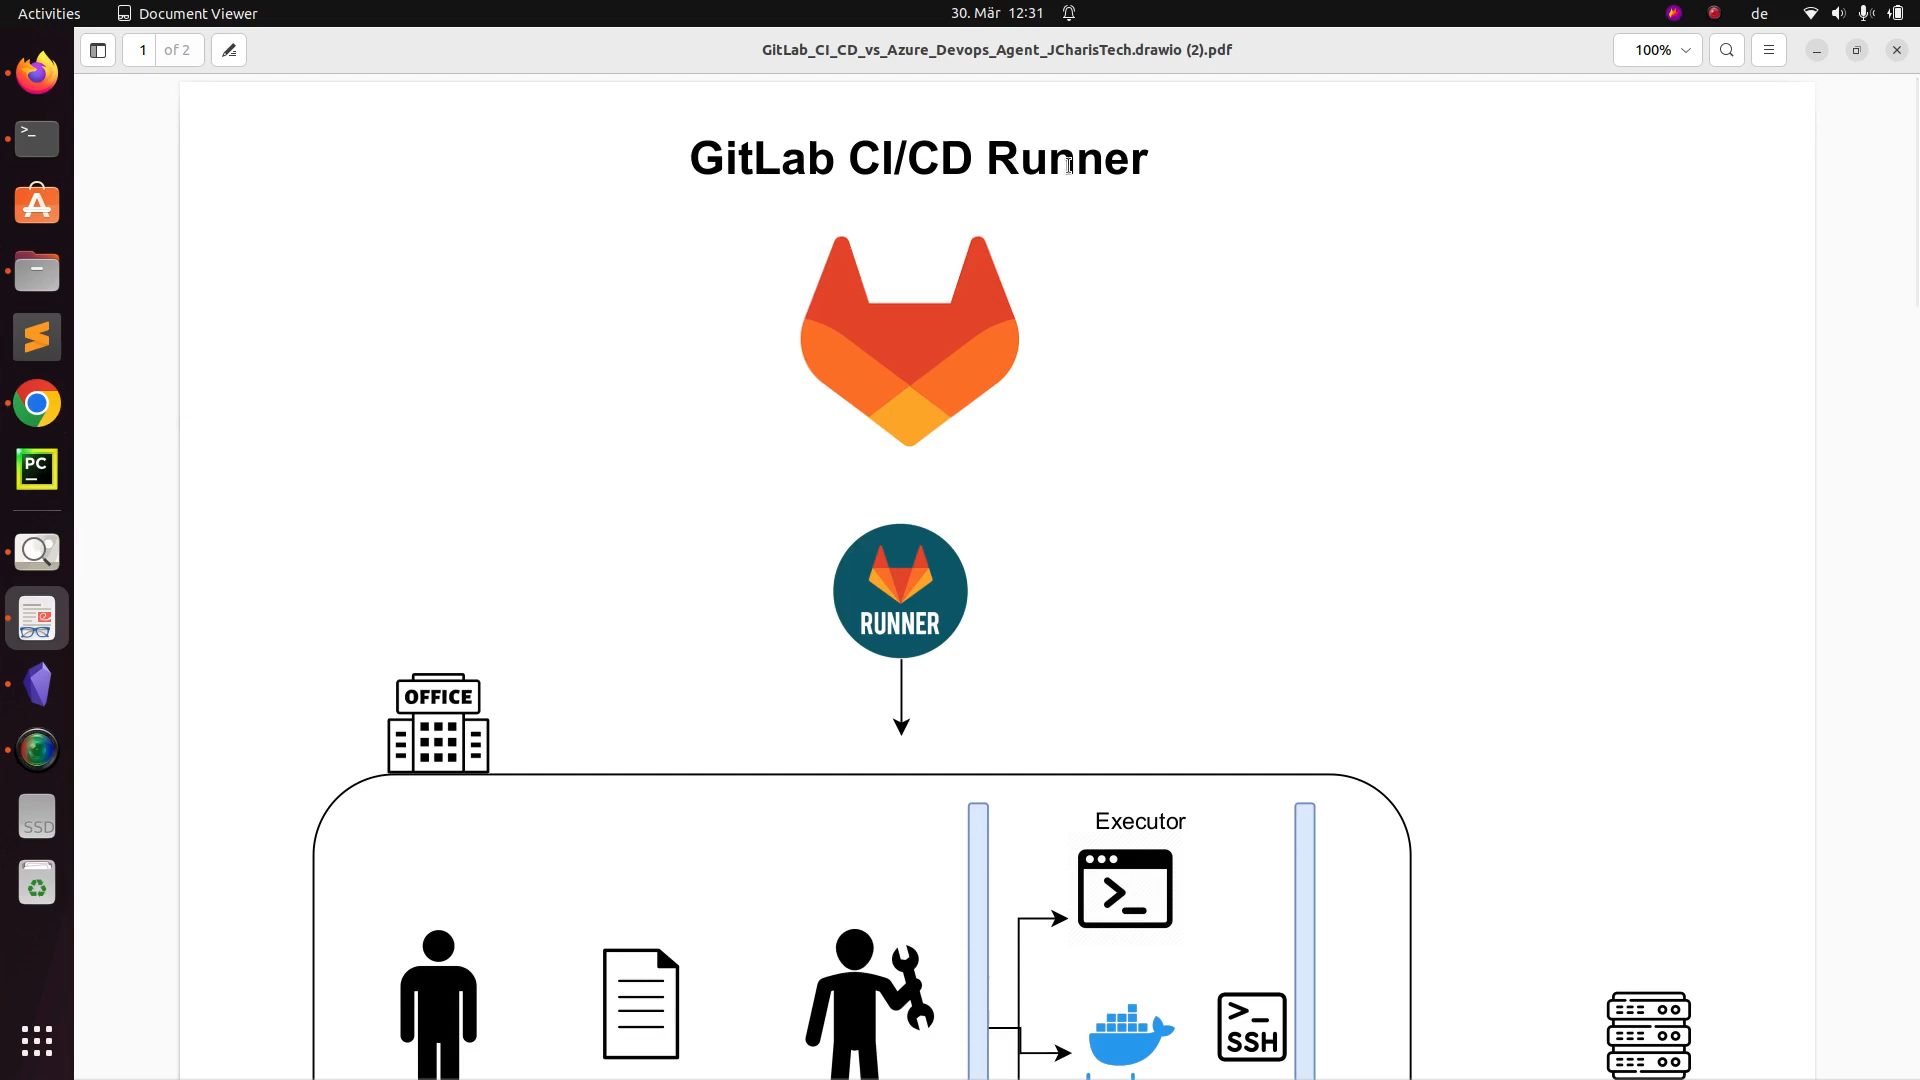 Activities
Document Viewer
30. Mär 12:31
de
1 of 2
GitLab_CI_CD_vs_Azure_Devops_Agent_JCharisTech.drawio (2).pdf
100%
GitLab CI/CD Runner
RUNNER
OFFICE
Executor
>_
SSH
>_
PC
SSD